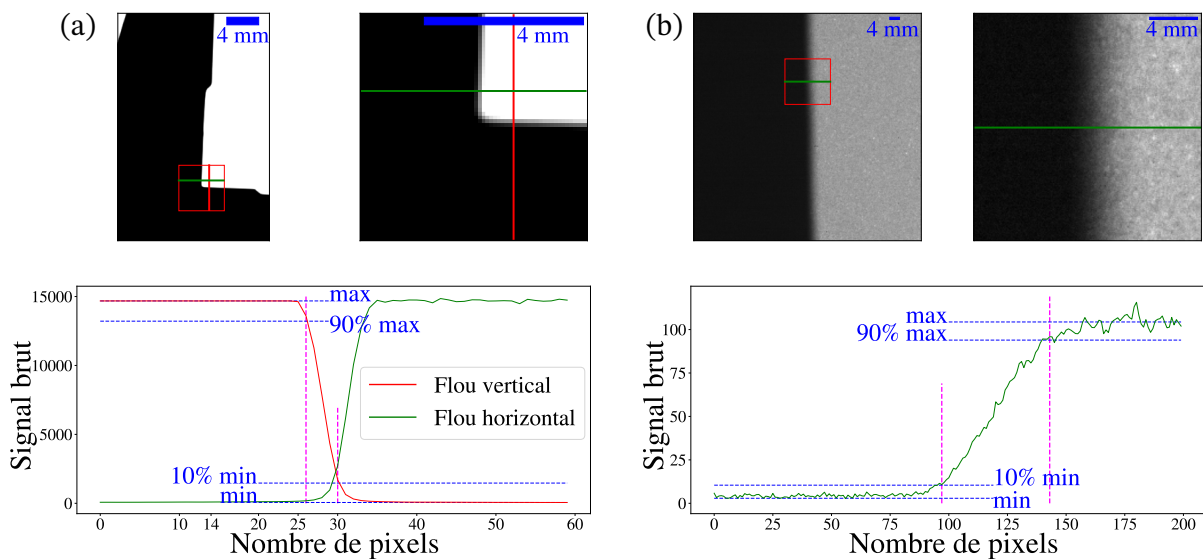 (a)
4 mm
4 mm
(b)
4 mm
4 mm
Signal brut
15000
10000
5000
0
max
90% max
Flou vertical
Flou horizontal
10% min
min
0
10
14
20
25
30
40
50
59
60
Nombre de pixels
Signal brut
100
75
50
25
0
max
90% max
10% min
min
0
25
50
75
100
125
150
175
200
Nombre de pixels